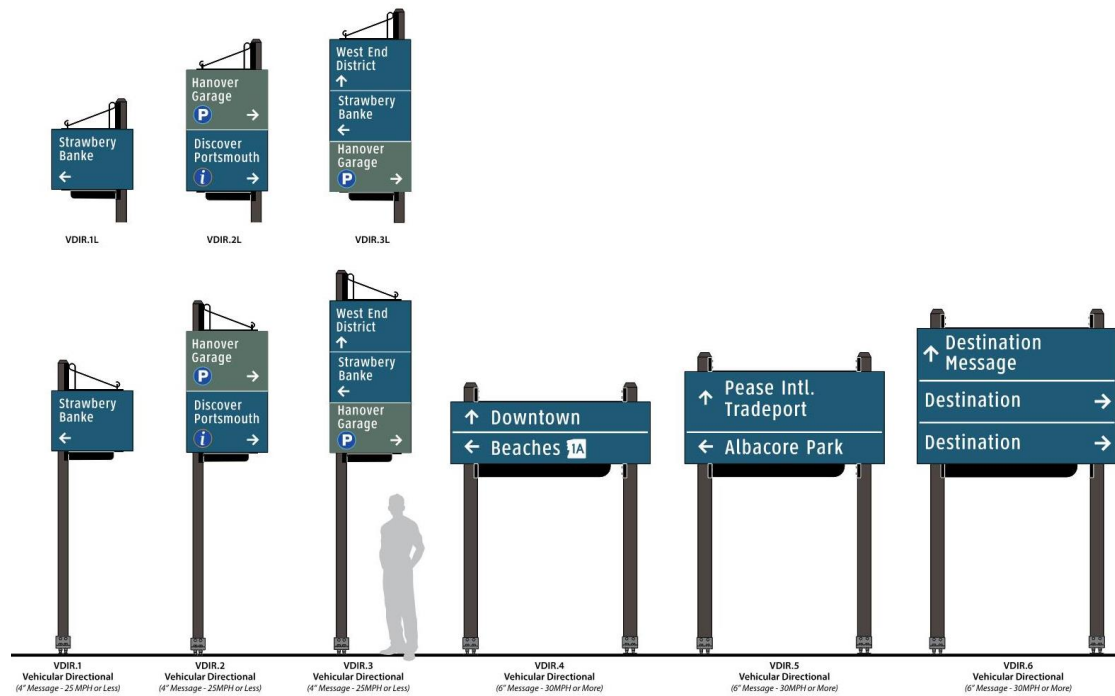 Strawbery
Banke
←
VDIR.1L
Hanover
Garage
P →
Discover
Portsmouth
i →
VDIR.2L
West End
District
↑
Strawbery
Banke
←
Hanover
Garage
P →
VDIR.3L
Strawbery
Banke
←
VDIR.1
Vehicular Directional
(4" Message - 25 MPH or Less)
Hanover
Garage
P →
Discover
Portsmouth
i →
VDIR.2
Vehicular Directional
(4" Message - 25MPH or Less)
West End
District
↑
Strawbery
Banke
←
Hanover
Garage
P →
VDIR.3
Vehicular Directional
(4" Message - 25MPH or Less)
↑ Downtown
← Beaches 1A
VDIR.4
Vehicular Directional
(6" Message - 30MPH or More)
↑ Pease Intl.
Tradeport
← Albacore Park
VDIR.5
Vehicular Directional
(6" Message - 30MPH or More)
↑ Destination
Message
Destination →
Destination →
VDIR.6
Vehicular Directional
(6" Message - 30MPH or More)